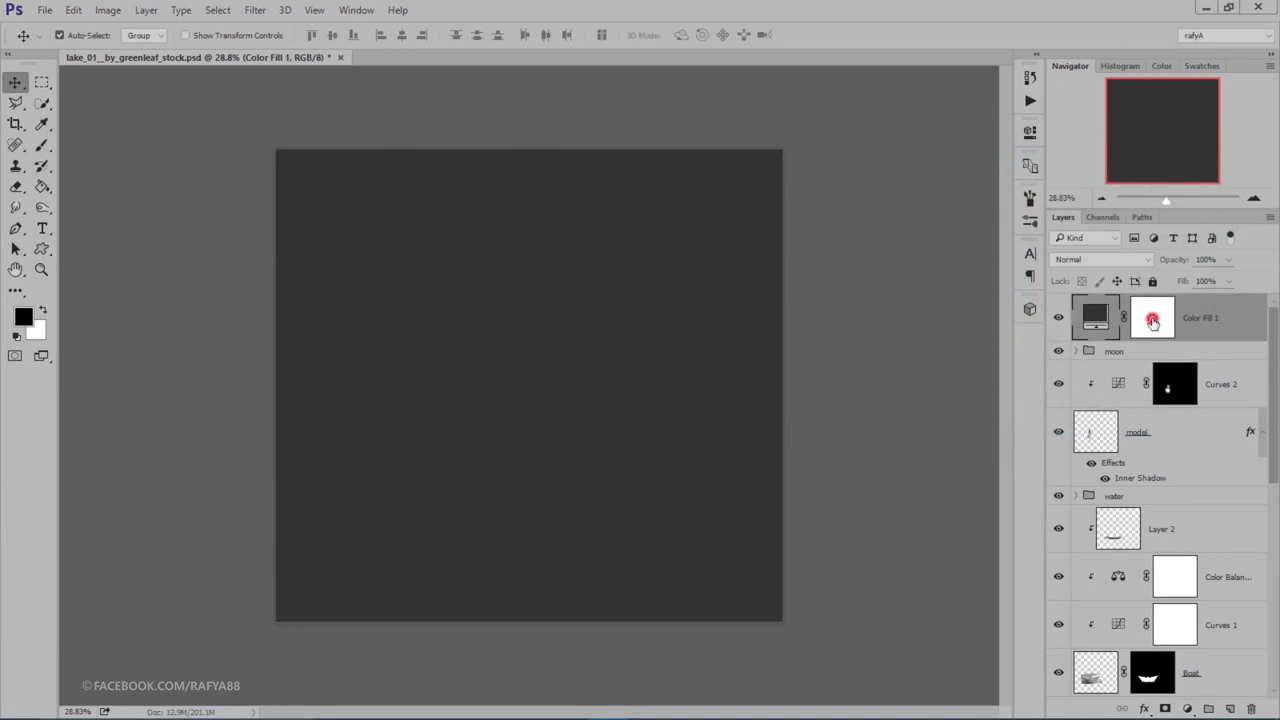 Ps File Edit Image Layer Type Select Filter 3D View Window Help
Auto-Select: Group Show Transform Controls 3D Mode: rafyA
lake_01__by_greenleaf_stock.psd @ 28.8% (Color Fill 1, RGB/8) * ×
Navigator Histogram Color Swatches
28.83%
Layers Channels Paths
Kind
Normal Opacity: 100%
Lock: Fill: 100%
Color Fill 1
moon
Curves 2
model
Effects
Inner Shadow
water
Layer 2
Color Balan...
Curves 1
Boat
©FACEBOOK.COM/RAFYA88
28.83% Doc: 12.9M/201.1M